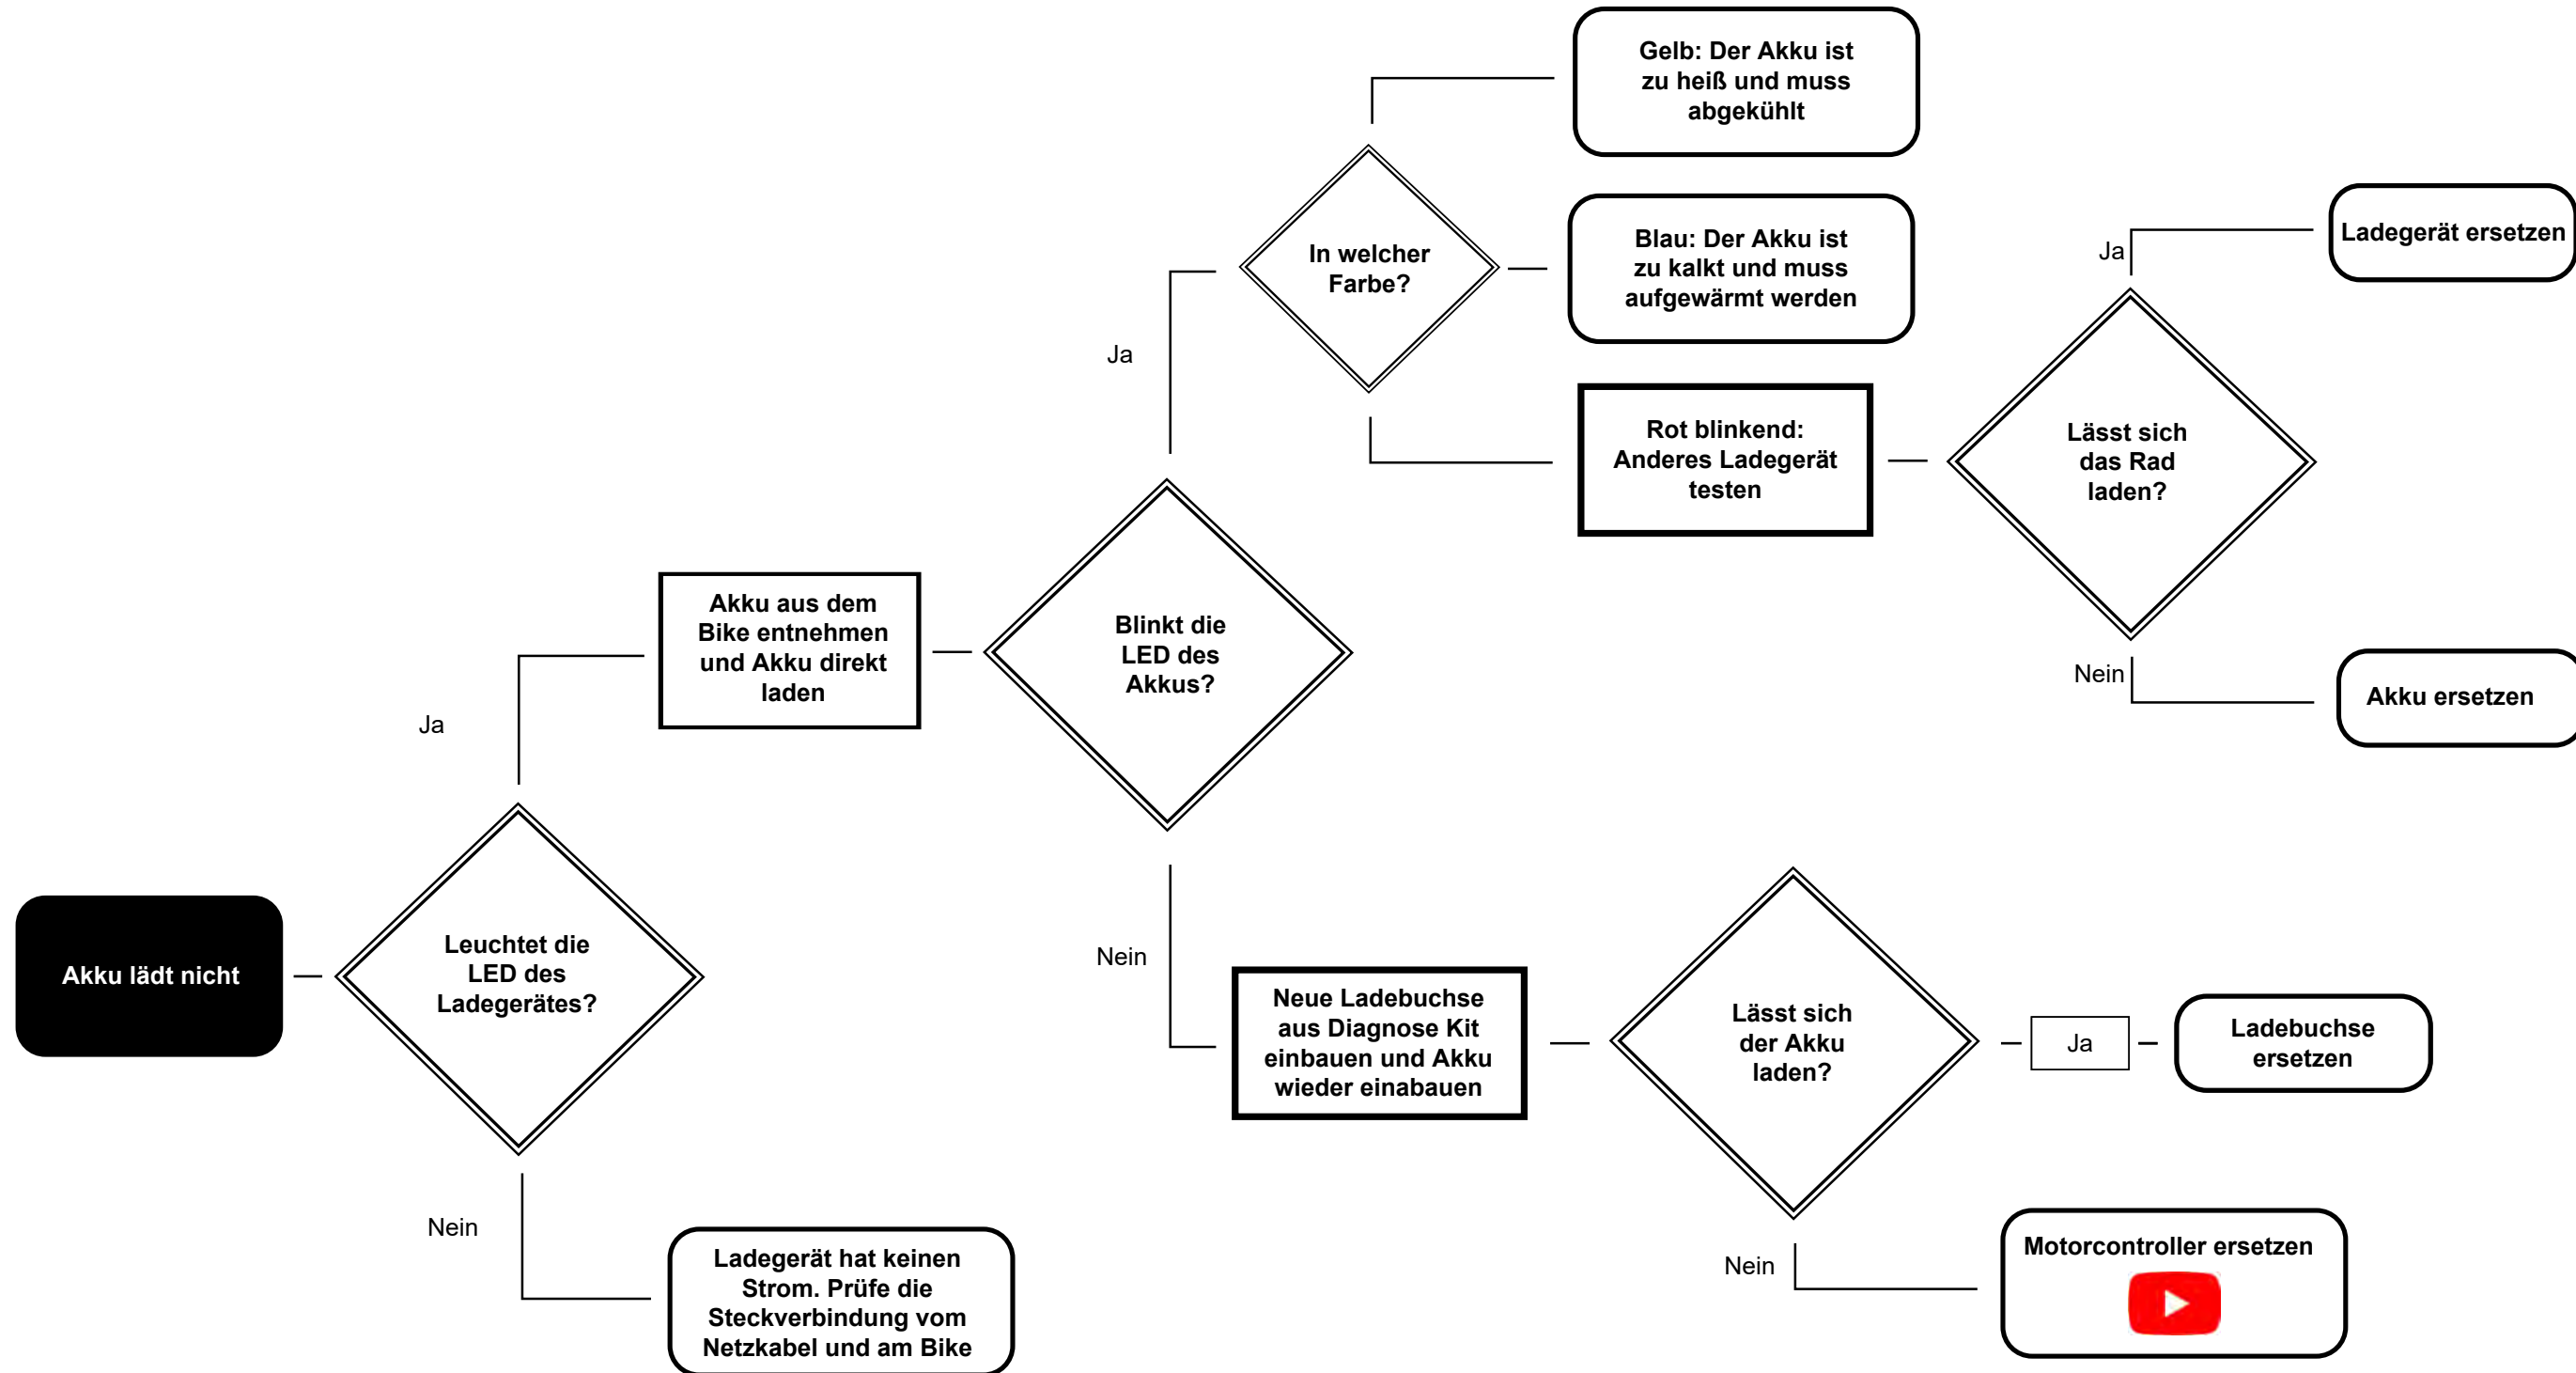 Gelb: Der Akku ist
zu heiß und muss
abgekühlt
In welcher
Farbe?
Blau: Der Akku ist
zu kalkt und muss
aufgewärmt werden
Ja
Ladegerät ersetzen
Ja
Rot blinkend:
Anderes Ladegerät
testen
Lässt sich
das Rad
laden?
Akku aus dem
Bike entnehmen
und Akku direkt
laden
Blinkt die
LED des
Akkus?
Nein
Akku ersetzen
Ja
Akku lädt nicht
Leuchtet die
LED des
Ladegerätes?
Nein
Neue Ladebuchse
aus Diagnose Kit
einbauen und Akku
wieder einabauen
Lässt sich
der Akku
laden?
Ja
Ladebuchse
ersetzen
Nein
Ladegerät hat keinen
Strom. Prüfe die
Steckverbindung vom
Netzkabel und am Bike
Nein
Motorcontroller ersetzen